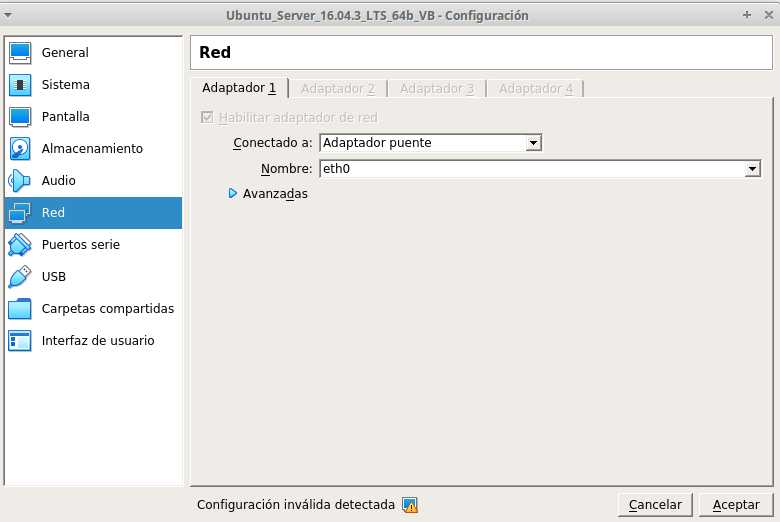 Ubuntu_Server_16.04.3_LTS_64b_VB - Configuración
General
Sistema
Pantalla
Almacenamiento
Audio
Red
Puertos serie
USB
Carpetas compartidas
Interfaz de usuario
Red
Adaptador 1 Adaptador 2 Adaptador 3 Adaptador 4
Habilitar adaptador de red
Conectado a: Adaptador puente
Nombre: eth0
Avanzadas
Configuración inválida detectada
Cancelar Aceptar